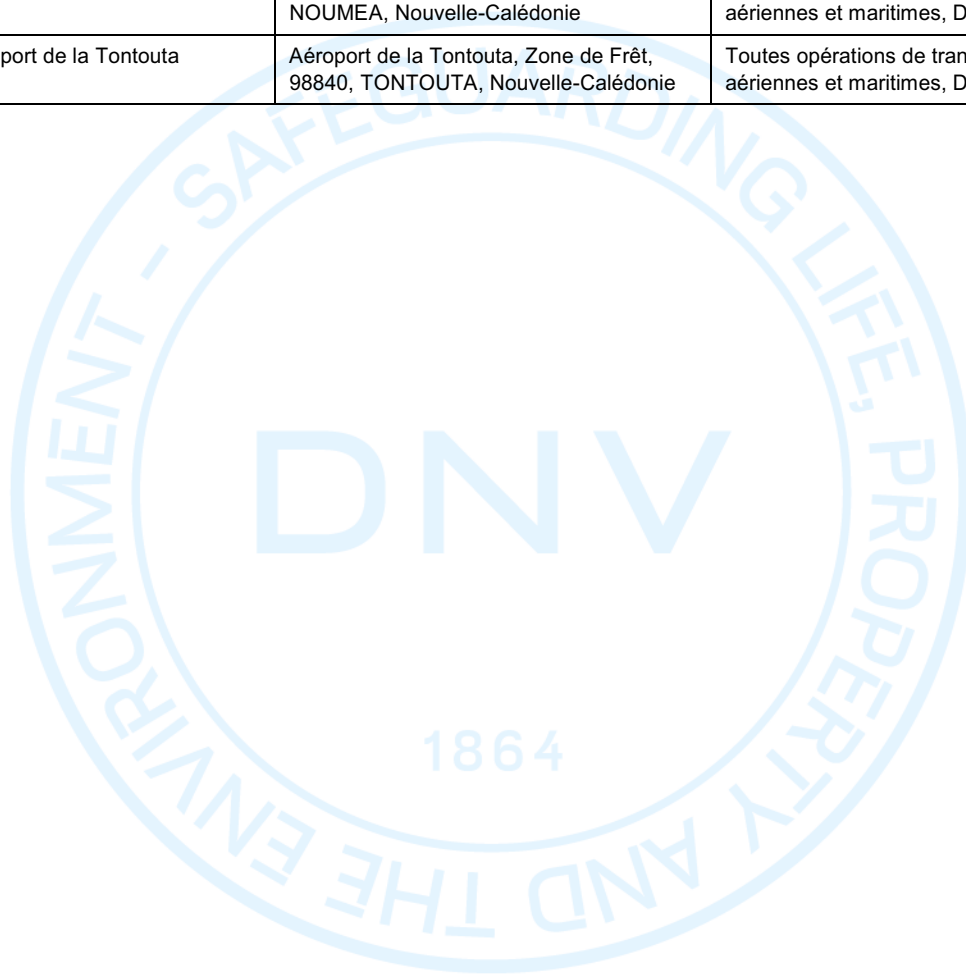 NOUMEA, Nouvelle-Calédonie
aériennes et maritimes, D
port de la Tontouta
Aéroport de la Tontouta, Zone de Frêt,
98840, TONTOUTA, Nouvelle-Calédonie
Toutes opérations de tran
aériennes et maritimes, D
SAFEGUARDING LIFE, PROPERTY AND THE ENVIRONMENT -
DNV
1864